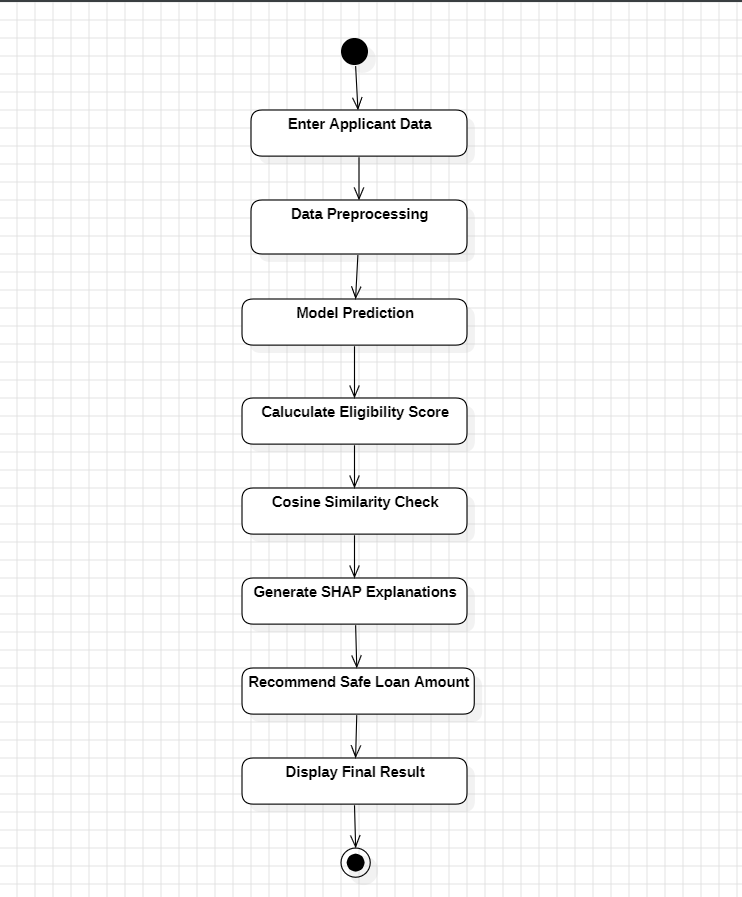 Enter Applicant Data
Data Preprocessing
Model Prediction
Caluculate Eligibility Score
Cosine Similarity Check
Generate SHAP Explanations
Recommend Safe Loan Amount
Display Final Result